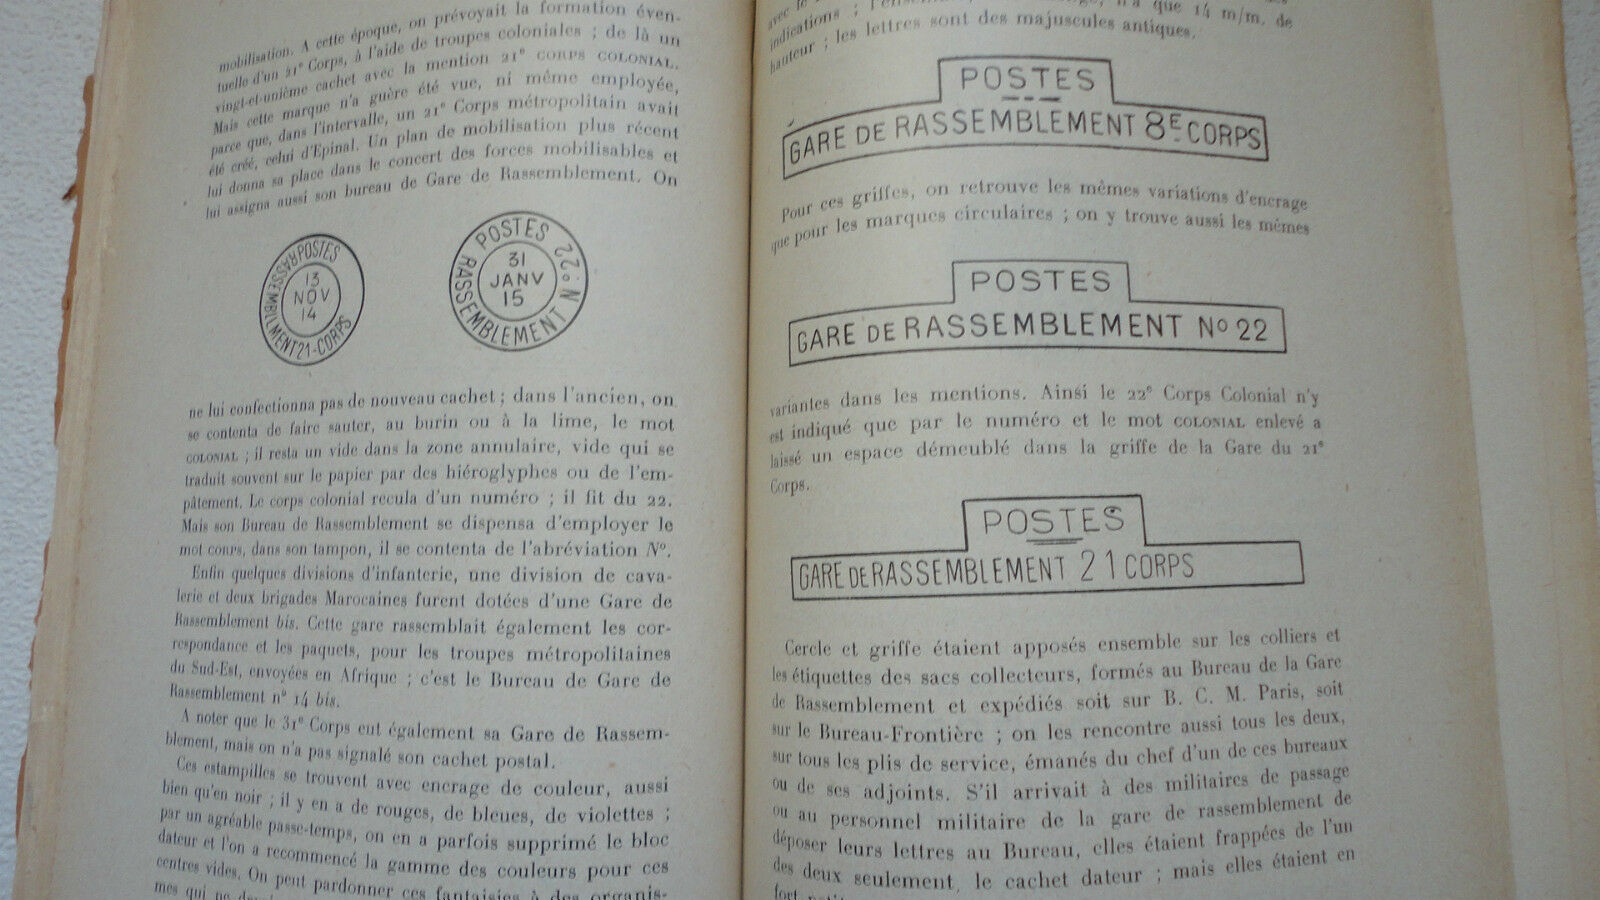 mobilisation. A cette époque, on prévoyait la formation éven-
tuelle d'un 21e Corps, à l'aide de troupes coloniales ; de là un
vingt-et-unième cachet avec la mention 21e CORPS COLONIAL.
Mais cette marque n'a guère été vue, ni même employée,
parce que, dans l'intervalle, un 21e Corps métropolitain avait
été créé, celui d'Epinal. Un plan de mobilisation plus récent
lui donna sa place dans le concert des forces mobilisables et
lui assigna aussi son bureau de Gare de Rassemblement. On
POSTES
RASSEMBLEMENT 21-CORPS
13
NOV
14
POSTES
RASSEMBLEMENT No 22
31
JANV
15
ne lui confectionna pas de nouveau cachet ; dans l'ancien, on
se contenta de faire sauter, au burin ou à la lime, le mot
COLONIAL ; il resta un vide dans la zone annulaire, vide qui se
traduit souvent sur le papier par des hiéroglyphes ou de l'em-
pâtement. Le corps colonial recula d'un numéro ; il fit du 22.
Mais son Bureau de Rassemblement se dispensa d'employer le
mot CORPS, dans son tampon, il se contenta de l'abréviation No.
Enfin quelques divisions d'infanterie, une division de cava-
lerie et deux brigades Marocaines furent dotées d'une Gare de
Rassemblement bis. Cette gare rassemblait également les cor-
respondance et les paquets, pour les troupes métropolitaines
du Sud-Est, envoyées en Afrique ; c'est le Bureau de Gare de
Rassemblement no 14 bis.
A noter que le 31e Corps eut également sa Gare de Rassem-
blement, mais on n'a pas signalé son cachet postal.
Ces estampilles se trouvent avec encrage de couleur, aussi
bien qu'en noir ; il y en a de rouges, de bleues, de violettes ;
par un agréable passe-temps, on en a parfois supprimé le bloc
dateur et l'on a recommencé la gamme des couleurs pour ces
centres vides. On peut pardonner ces fantaisies à des organis-
mes qui ne
avec le
que 14 m/m. de
indications ;
hauteur ; les lettres sont des majuscules antiques.
POSTES
GARE DE RASSEMBLEMENT 8E CORPS
Pour ces griffes, on retrouve les mêmes variations d'encrage
que pour les marques circulaires ; on y trouve aussi les mêmes
POSTES
GARE DE RASSEMBLEMENT No 22
variantes dans les mentions. Ainsi le 22e Corps Colonial n'y
est indiqué que par le numéro et le mot COLONIAL enlevé a
laissé un espace démeublé dans la griffe de la Gare du 21e
Corps.
POSTES
GARE DE RASSEMBLEMENT 21 CORPS
Cercle et griffe étaient apposés ensemble sur les colliers et
les étiquettes des sacs collecteurs, formés au Bureau de la Gare
de Rassemblement et expédiés soit sur B. C. M. Paris, soit
sur le Bureau-Frontière ; on les rencontre aussi tous les deux,
sur tous les plis de service, émanés du chef d'un de ces bureaux
ou de ses adjoints. S'il arrivait à des militaires de passage
ou au personnel militaire de la gare de rassemblement de
déposer leurs lettres au Bureau, elles étaient frappées de l'un
des deux seulement, le cachet dateur ; mais elles étaient en
fort